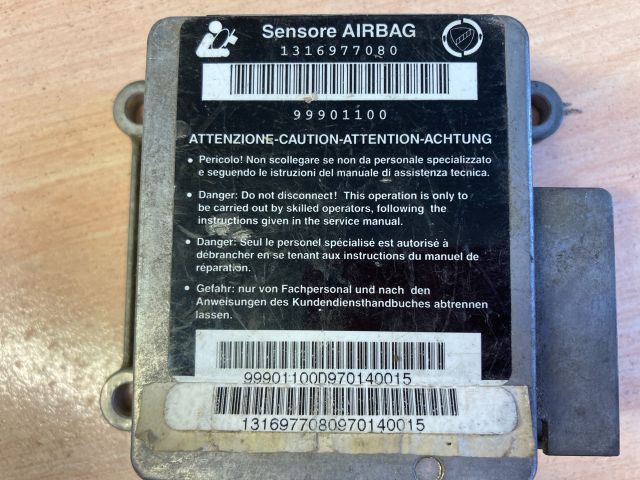 Sensore AIRBAG
1316977080
99901100
ATTENZIONE-CAUTION-ATTENTION-ACHTUNG
• Pericolo! Non scollegare se non da personale specializzato
e seguendo le istruzioni del manuale di assistenza tecnica.
• Danger: Do not disconnect! This operation is only to
be carried out by skilled operators, following the
instructions given in the service manual.
• Danger: Seul le personel spécialisé est autorisé à
débrancher en se tenant aux instructions du manuel de
réparation.
• Gefahr: nur von Fachpersonal und nach den
Anweisungen des Kundendiensthandbuches abtrennen
lassen.
99901100D970140015
1316977080970140015